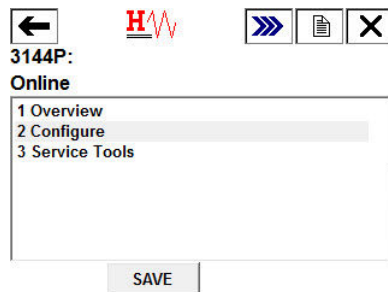 H
3144P:
Online
1 Overview
2 Configure
3 Service Tools
SAVE